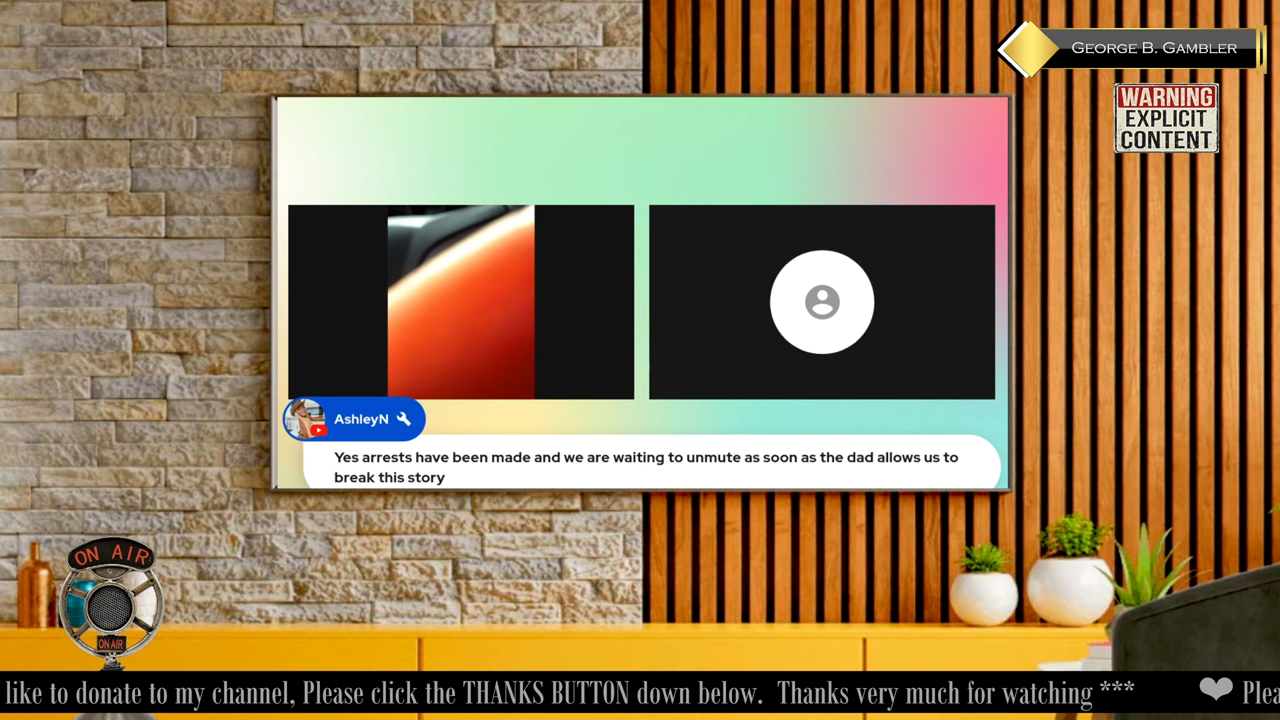 George B. Gambler
WARNING
EXPLICIT
CONTENT
AshleyN
Yes arrests have been made and we are waiting to unmute as soon as the dad allows us to
break this story
ON AIR
ON AIR
like to donate to my channel, Please click the THANKS BUTTON down below. Thanks very much for watching *** ❤ Plea